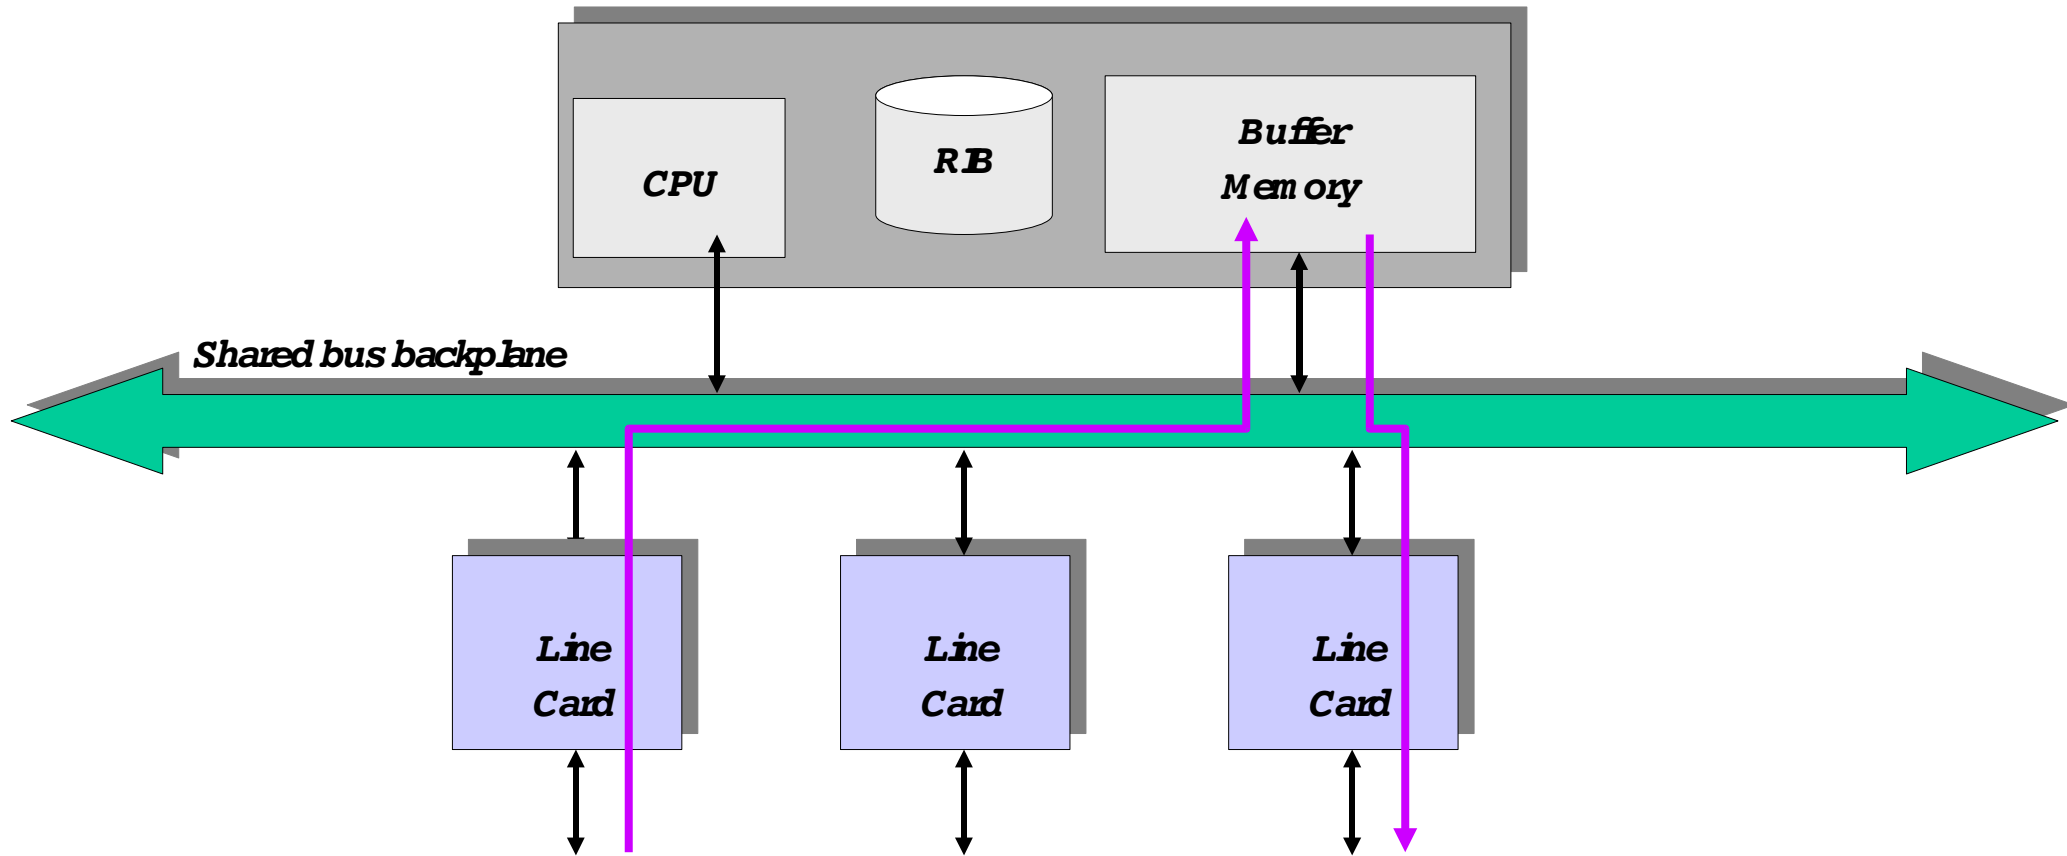 CPU
RIB
Buffer
Memory
Shared bus backplane
Line
Card
Line
Card
Line
Card